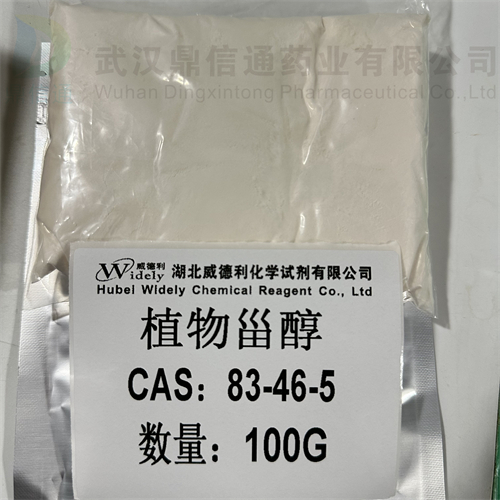 武汉鼎信通药业有限公司
Wuhan Dingxintong Pharmaceutical Co.,Ltd
威德利 湖北威德利化学试剂有限公司
Widely Hubei Widely Chemical Reagent Co., Ltd
植物甾醇
CAS：83-46-5
数量：100G